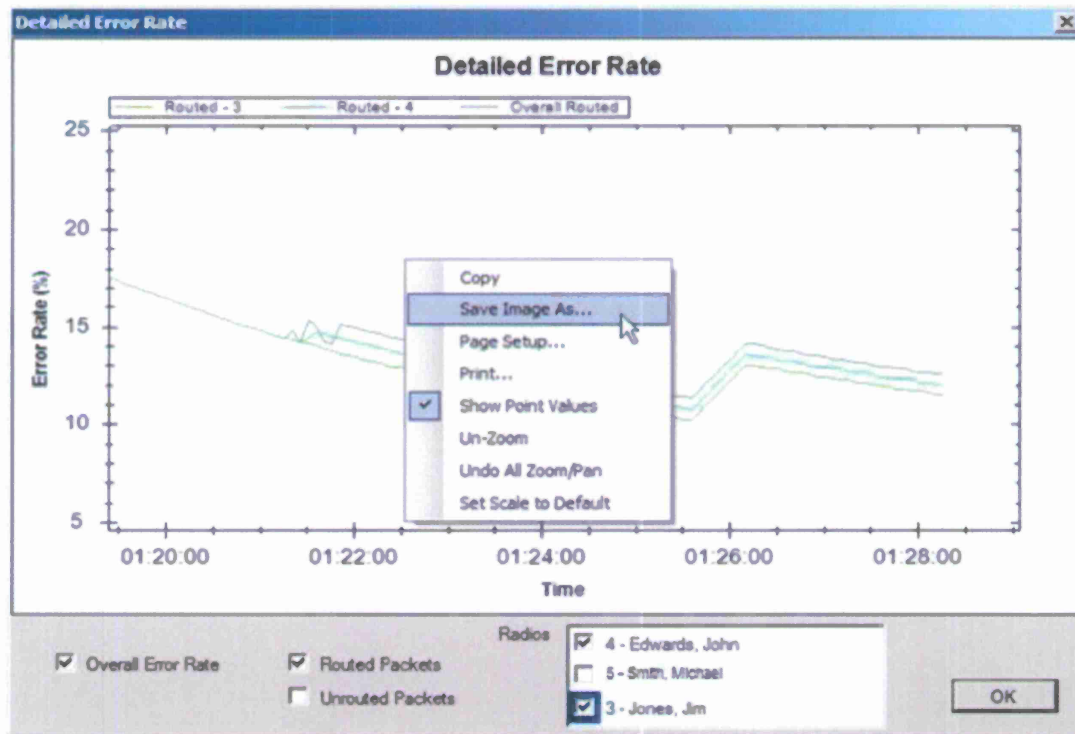 Detailed Error Rate
Detailed Error Rate
Routed - 3 Routed - 4 Overall Routed
25
20
15
10
5
Error Rate (%)
Copy
Save Image As...
Page Setup...
Print...
Show Point Values
Un-Zoom
Undo All Zoom/Pan
Set Scale to Default
01:20:00 01:22:00 01:24:00 01:26:00 01:28:00
Time
Overall Error Rate
Routed Packets
Unrouted Packets
Radios
4 - Edwards, John
5 - Smith, Michael
3 - Jones, Jim
OK